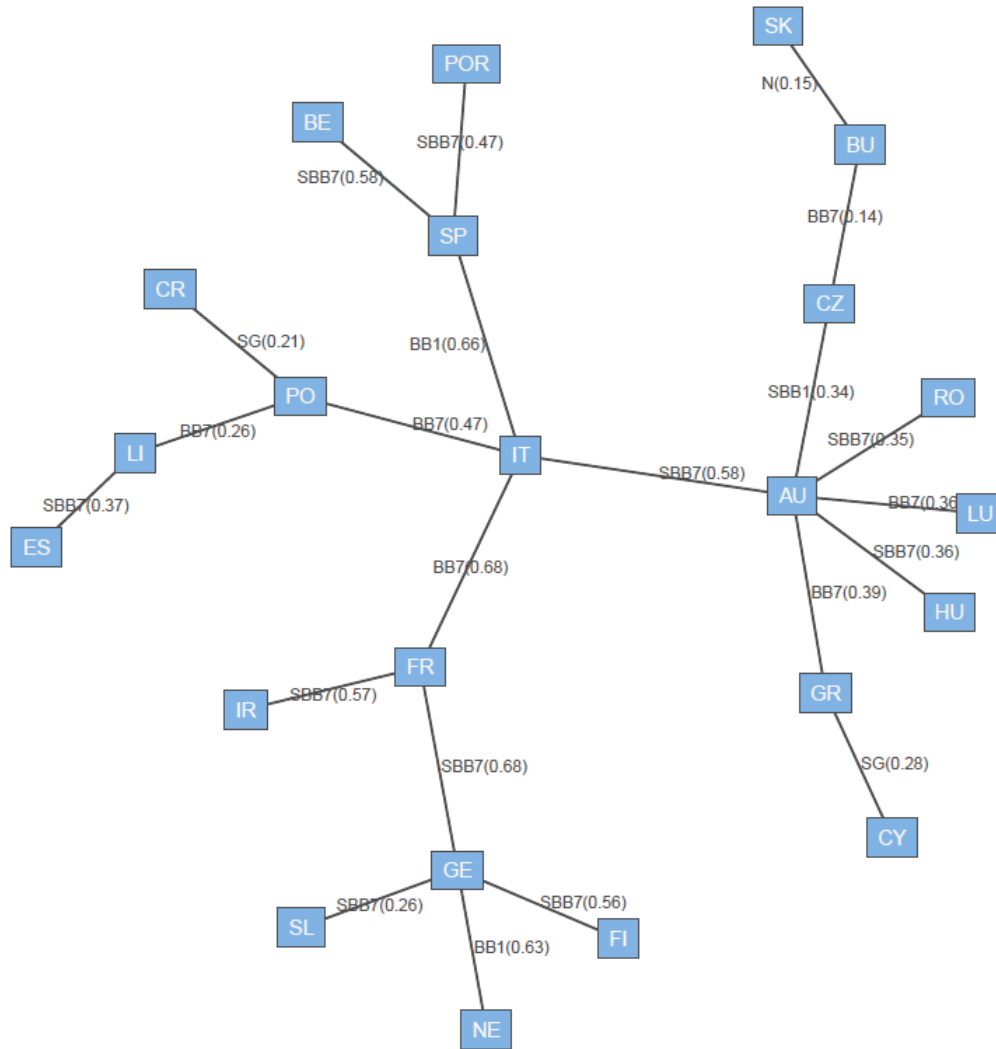 SK
POR
N(0.15)
BE
SBB7(0.47)
BU
SBB7(0.58)
BB7(0.14)
SP
CR
CZ
SG(0.21)
BB1(0.66)
PO
SBB1(0.34)
RO
BB7(0.47)
BB7(0.26)
SBB7(0.35)
LI
IT
SBB7(0.58)
AU
SBB7(0.37)
BB7(0.36
LU
ES
SBB7(0.36)
BB7(0.68)
BB7(0.39)
HU
FR
SBB7(0.57)
GR
IR
SBB7(0.68)
SG(0.28)
CY
GE
SBB7(0.26)
SBB7(0.56)
SL
FI
BB1(0.63)
NE